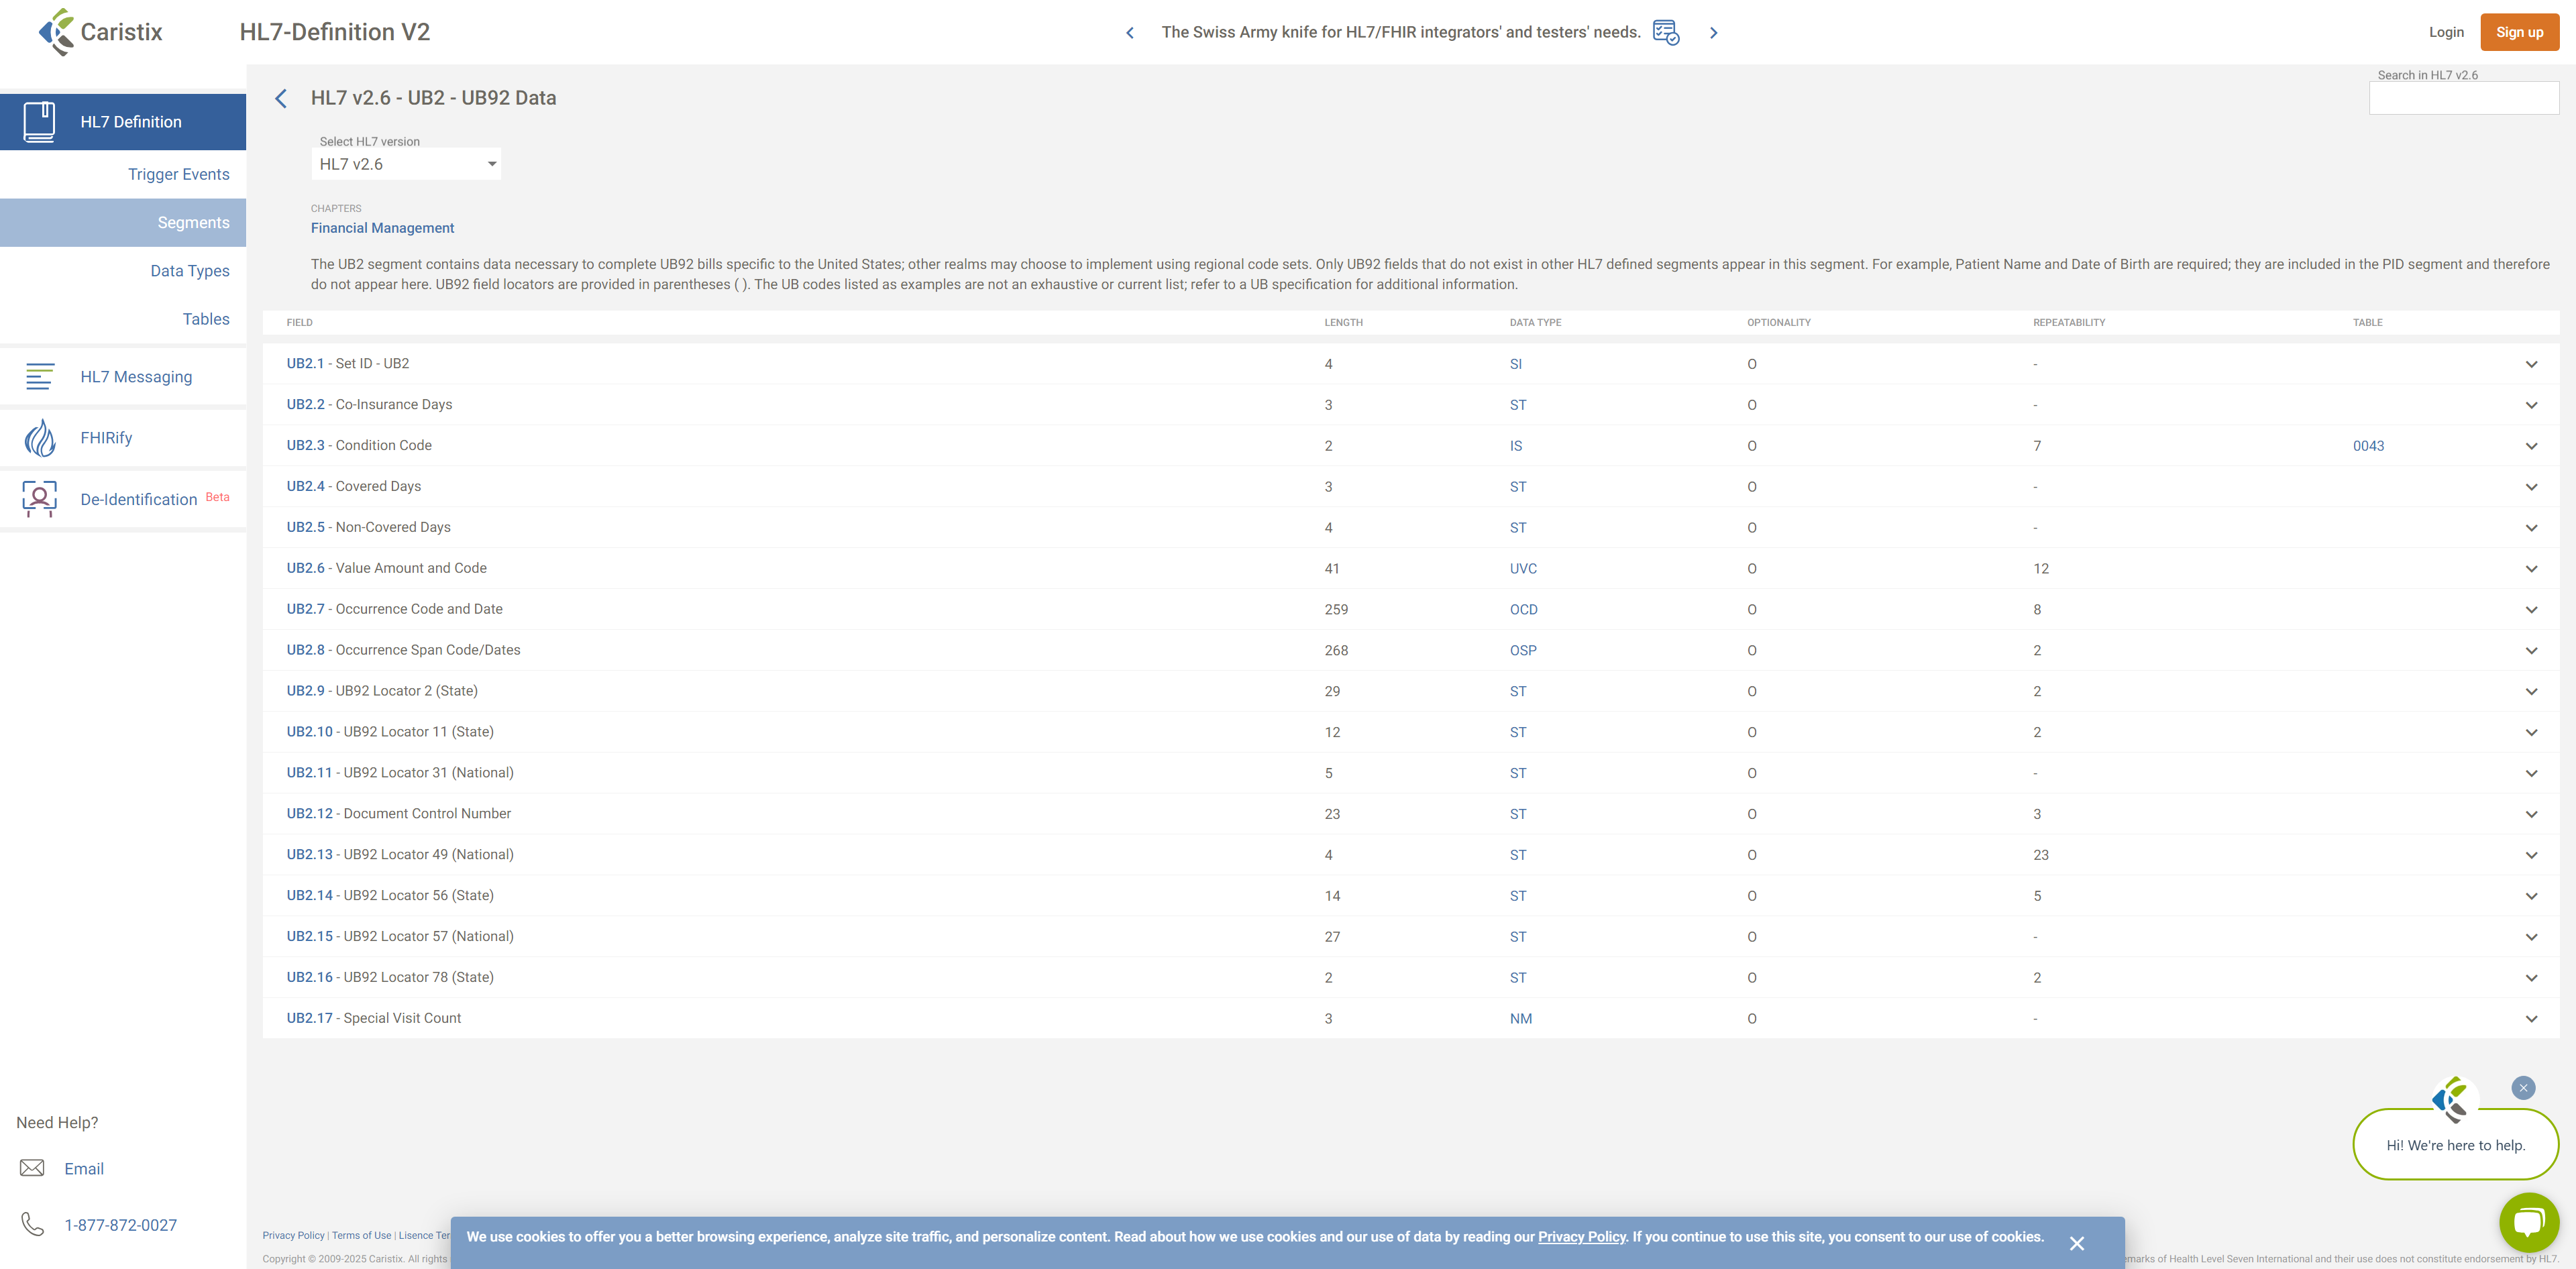 Caristix
HL7-Definition V2
The Swiss Army knife for HL7/FHIR integrators' and testers' needs.
Login
Sign up
HL7 Definition
Trigger Events
Segments
Data Types
Tables
HL7 Messaging
FHIRify
De-Identification Beta
Need Help?
Email
1-877-872-0027
HL7 v2.6 - UB2 - UB92 Data
Search in HL7 v2.6
Select HL7 version
HL7 v2.6
CHAPTERS
Financial Management
The UB2 segment contains data necessary to complete UB92 bills specific to the United States; other realms may choose to implement using regional code sets. Only UB92 fields that do not exist in other HL7 defined segments appear in this segment. For example, Patient Name and Date of Birth are required; they are included in the PID segment and therefore
do not appear here. UB92 field locators are provided in parentheses ( ). The UB codes listed as examples are not an exhaustive or current list; refer to a UB specification for additional information.
FIELD LENGTH DATA TYPE OPTIONALITY REPEATABILITY TABLE
UB2.1 - Set ID - UB2 4 SI O -
UB2.2 - Co-Insurance Days 3 ST O -
UB2.3 - Condition Code 2 IS O 7 0043
UB2.4 - Covered Days 3 ST O -
UB2.5 - Non-Covered Days 4 ST O -
UB2.6 - Value Amount and Code 41 UVC O 12
UB2.7 - Occurrence Code and Date 259 OCD O 8
UB2.8 - Occurrence Span Code/Dates 268 OSP O 2
UB2.9 - UB92 Locator 2 (State) 29 ST O 2
UB2.10 - UB92 Locator 11 (State) 12 ST O 2
UB2.11 - UB92 Locator 31 (National) 5 ST O -
UB2.12 - Document Control Number 23 ST O 3
UB2.13 - UB92 Locator 49 (National) 4 ST O 23
UB2.14 - UB92 Locator 56 (State) 14 ST O 5
UB2.15 - UB92 Locator 57 (National) 27 ST O -
UB2.16 - UB92 Locator 78 (State) 2 ST O 2
UB2.17 - Special Visit Count 3 NM O -
Hi! We're here to help.
Privacy Policy | Terms of Use | Lisence Ter
We use cookies to offer you a better browsing experience, analyze site traffic, and personalize content. Read about how we use cookies and our use of data by reading our Privacy Policy. If you continue to use this site, you consent to our use of cookies.
Copyright © 2009-2025 Caristix. All rights
emarks of Health Level Seven International and their use does not constitute endorsement by HL7.